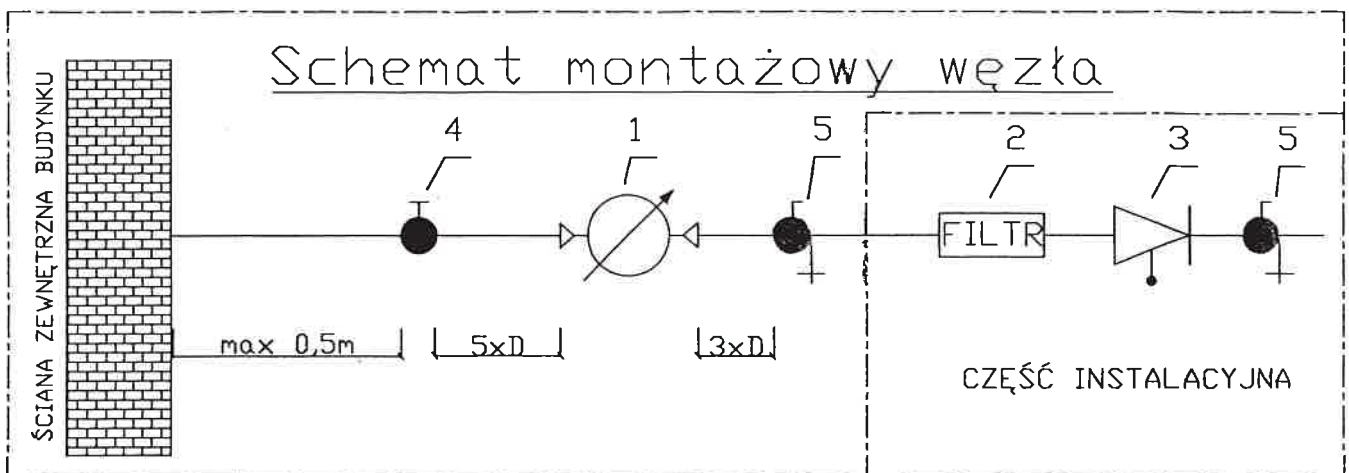 Schemat montażowy węzła
ŚCIANA ZEWNĘTRZNA BUDYNKU
4
1
5
2
3
5
FILTR
max 0,5m
5xD
3xD
CZĘŚĆ INSTALACYJNA